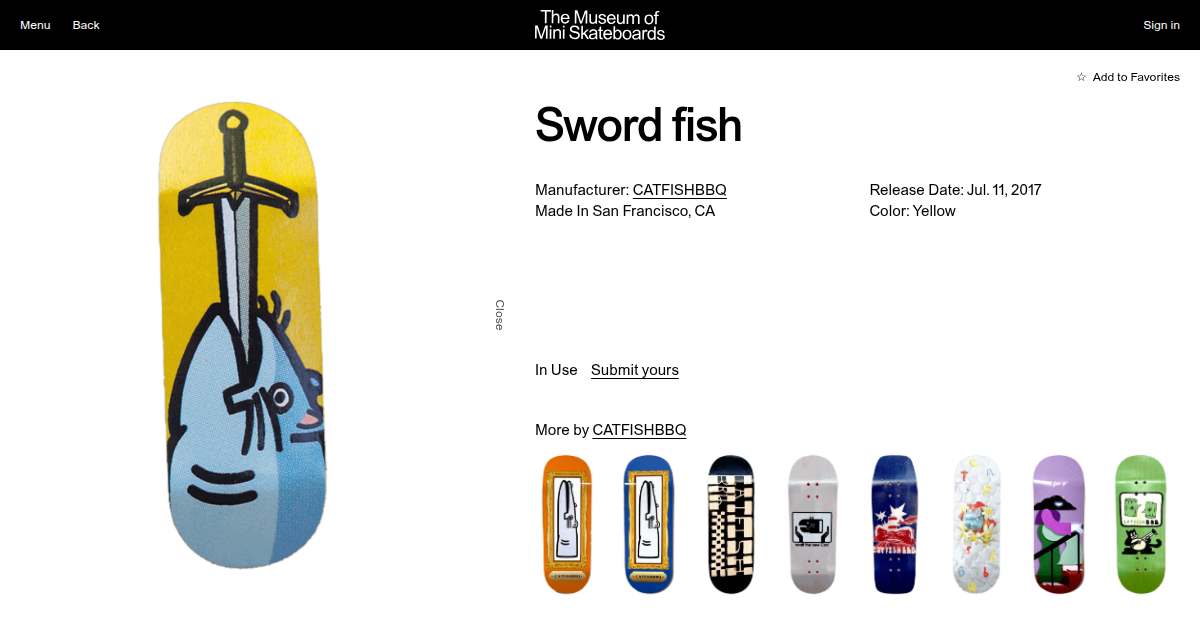 Menu
Back
The Museum of
Mini Skateboards
Sign in
☆ Add to Favorites
Sword fish
Manufacturer: CATFISHBBQ
Made In San Francisco, CA
Release Date: Jul. 11, 2017
Color: Yellow
Close
In Use
Submit yours
More by CATFISHBBQ